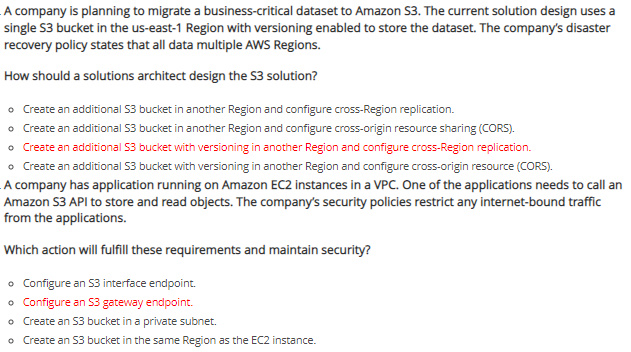 A company is planning to migrate a business-critical dataset to Amazon S3. The current solution design uses a
single S3 bucket in the us-east-1 Region with versioning enabled to store the dataset. The company's disaster
recovery policy states that all data multiple AWS Regions.
How should a solutions architect design the S3 solution?
Create an additional S3 bucket in another Region and configure cross-Region replication.
Create an additional S3 bucket in another Region and configure cross-origin resource sharing (CORS).
Create an additional S3 bucket with versioning in another Region and configure cross-Region replication.
Create an additional S3 bucket with versioning in another Region and configure cross-origin resource (CORS).
A company has application running on Amazon EC2 instances in a VPC. One of the applications needs to call an
Amazon S3 API to store and read objects. The company's security policies restrict any internet-bound traffic
from the applications.
Which action will fulfill these requirements and maintain security?
Configure an S3 interface endpoint.
Configure an S3 gateway endpoint.
Create an S3 bucket in a private subnet.
Create an S3 bucket in the same Region as the EC2 instance.